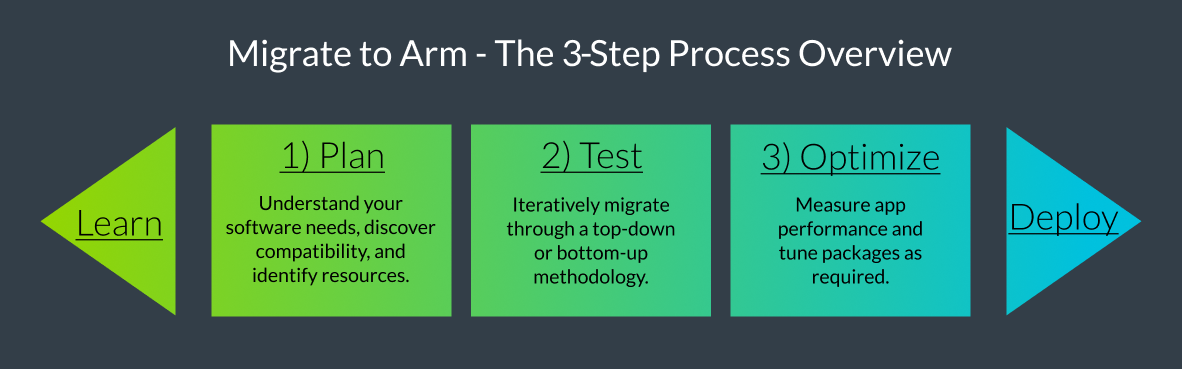 Migrate to Arm - The 3-Step Process Overview
Learn
1) Plan
Understand your
software needs, discover
compatibility, and
identify resources.
2) Test
Iteratively migrate
through a top-down
or bottom-up
methodology.
3) Optimize
Measure app
performance and
tune packages as
required.
Deploy